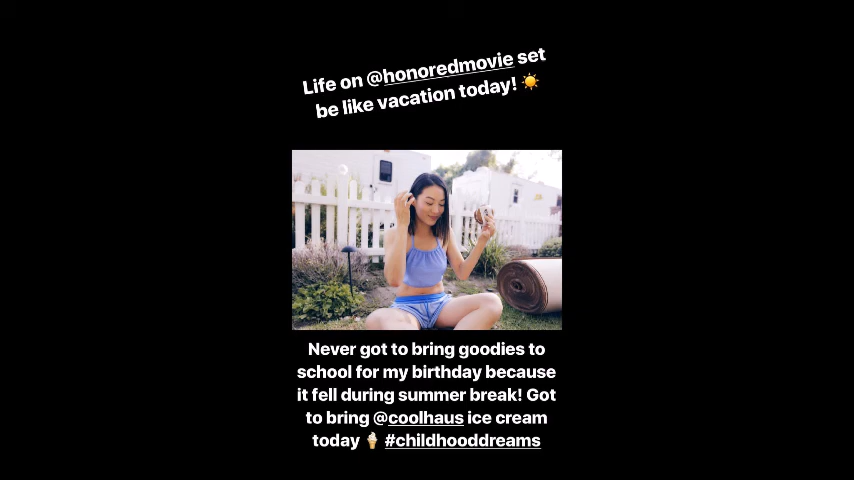 Life on @honoredmovie set
be like vacation today! ☀️
Never got to bring goodies to
school for my birthday because
it fell during summer break! Got
to bring @coolhaus ice cream
today 🍦 #childhooddreams